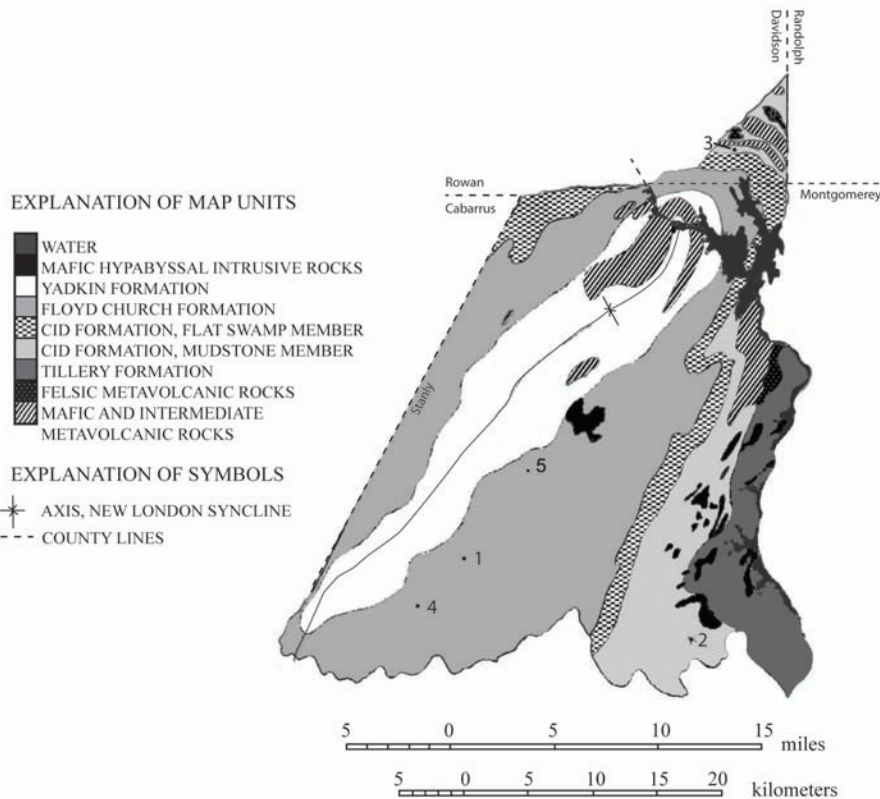 Davidson
Randolph
3
Rowan
Cabarrus
Montgomerey
EXPLANATION OF MAP UNITS
WATER
MAFIC HYPABYSSAL INTRUSIVE ROCKS
YADKIN FORMATION
FLOYD CHURCH FORMATION
CID FORMATION, FLAT SWAMP MEMBER
CID FORMATION, MUDSTONE MEMBER
TILLERY FORMATION
FELSIC METAVOLCANIC ROCKS
MAFIC AND INTERMEDIATE
METAVOLCANIC ROCKS
EXPLANATION OF SYMBOLS
AXIS, NEW LONDON SYNCLINE
COUNTY LINES
Stanly
5
1
4
2
5 0 5 10 15
miles
5 0 5 10 15 20
kilometers